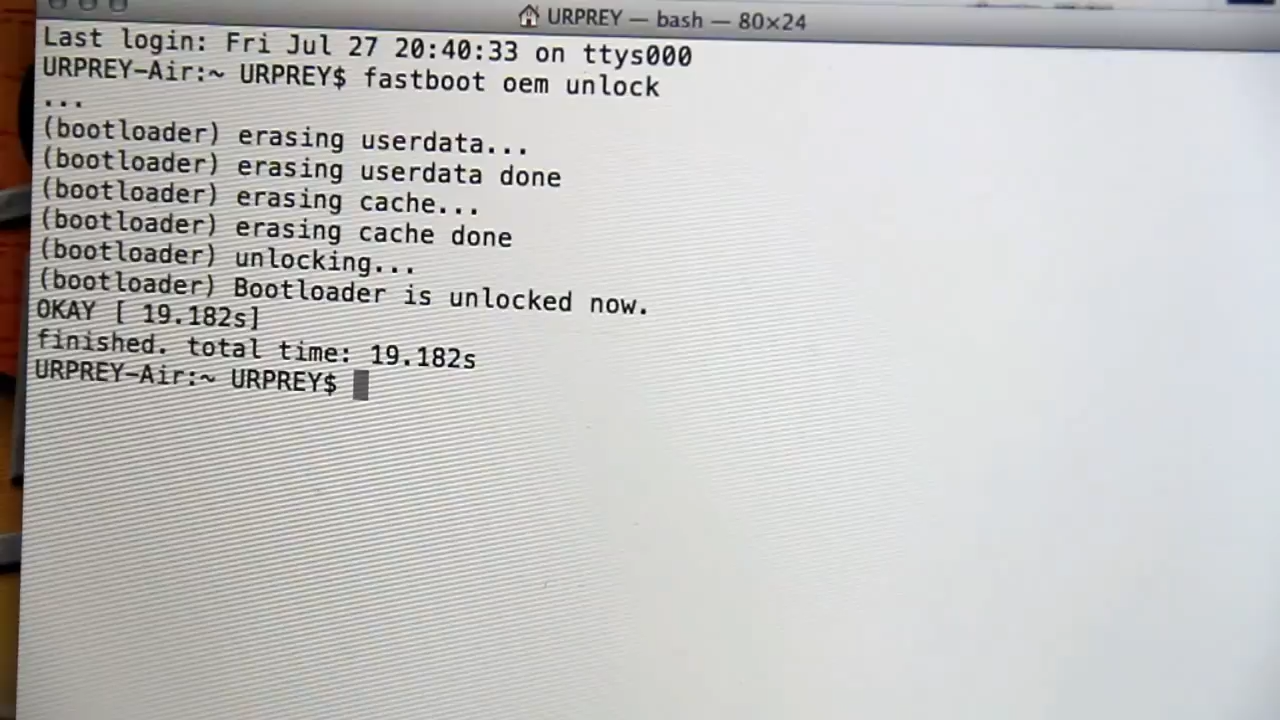 URPREY — bash — 80×24
Last login: Fri Jul 27 20:40:33 on ttys000
URPREY-Air:~ URPREY$ fastboot oem unlock
...
(bootloader) erasing userdata...
(bootloader) erasing userdata done
(bootloader) erasing cache...
(bootloader) erasing cache done
(bootloader) unlocking...
(bootloader) Bootloader is unlocked now.
OKAY [ 19.182s]
finished. total time: 19.182s
URPREY-Air:~ URPREY$